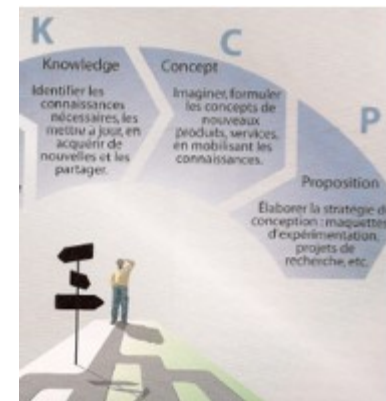 K
Knowledge
Identifier les
connaissances
nécessaires, les
mettre à jour, en
acquérir de
nouvelles et les
partager.
C
Concept
Imaginer, formuler
les concepts de
nouveaux
produits, services,
en mobilisant les
connaissances.
P
Proposition
Élaborer la stratégie d
conception : maquettes
d'expérimentation,
projets de
recherche, etc.